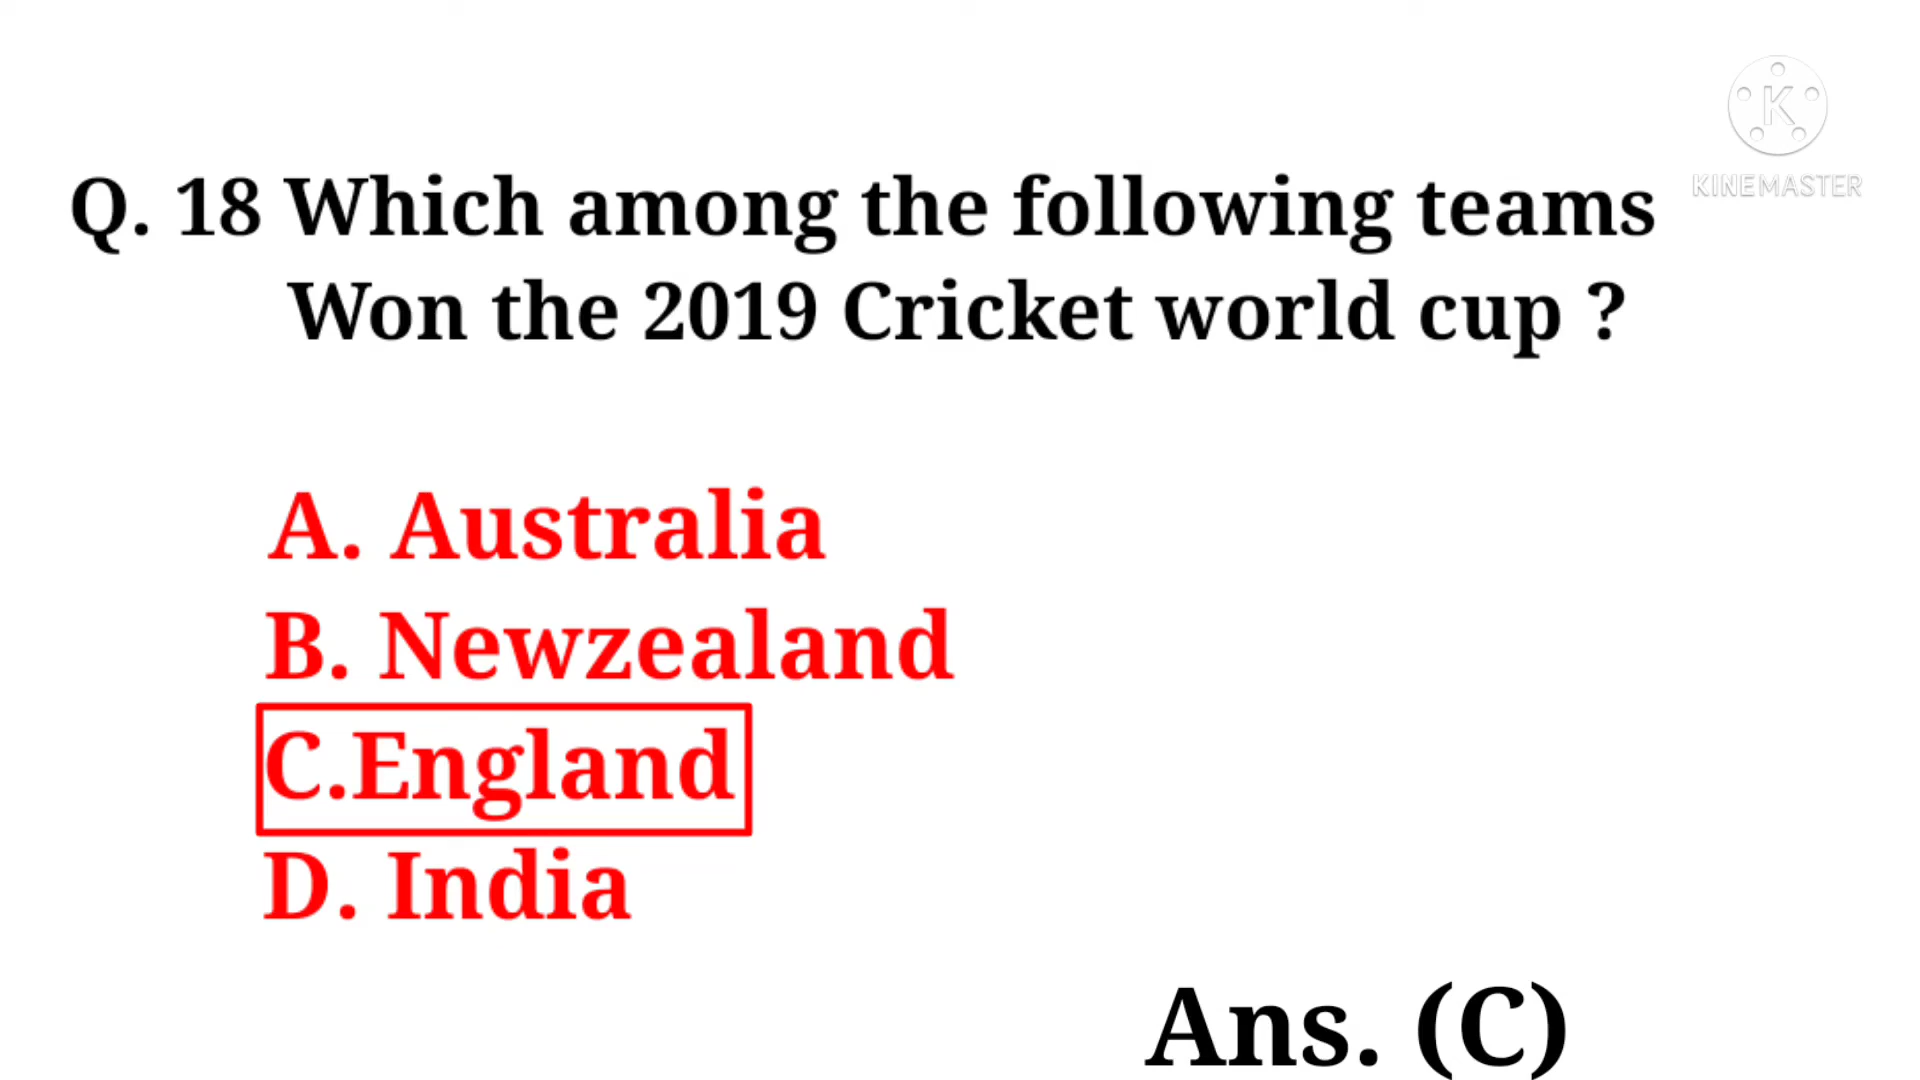 KINEMASTER
Q. 18 Which among the following teams
Won the 2019 Cricket world cup ?
A. Australia
B. Newzealand
C.England
D. India
Ans. (C)